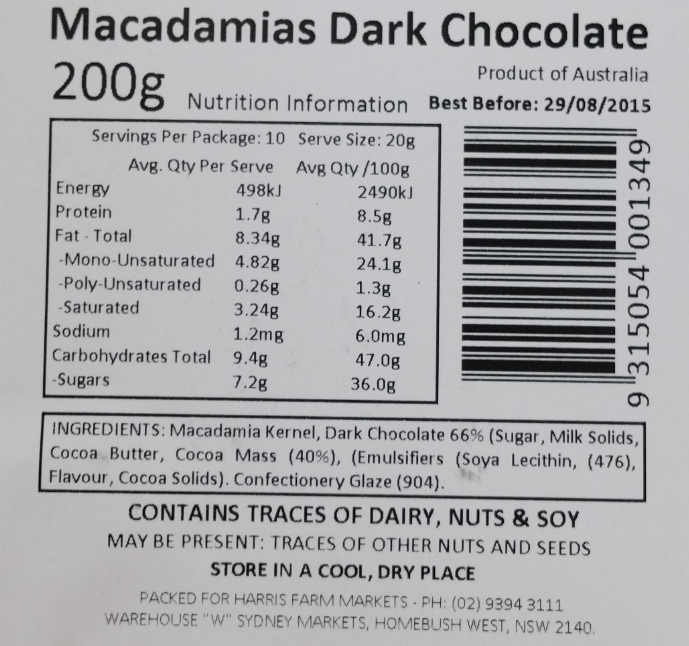 Macadamias Dark Chocolate
200g
Product of Australia
Nutrition Information Best Before: 29/08/2015
Servings Per Package: 10 Serve Size: 20g
Avg. Qty Per Serve Avg Qty /100g
Energy 498kJ 2490kJ
Protein 1.7g 8.5g
Fat - Total 8.34g 41.7g
-Mono-Unsaturated 4.82g 24.1g
-Poly-Unsaturated 0.26g 1.3g
-Saturated 3.24g 16.2g
Sodium 1.2mg 6.0mg
Carbohydrates Total 9.4g 47.0g
-Sugars 7.2g 36.0g
9 315054 001349
INGREDIENTS: Macadamia Kernel, Dark Chocolate 66% (Sugar, Milk Solids,
Cocoa Butter, Cocoa Mass (40%), (Emulsifiers (Soya Lecithin, (476),
Flavour, Cocoa Solids). Confectionery Glaze (904).
CONTAINS TRACES OF DAIRY, NUTS & SOY
MAY BE PRESENT: TRACES OF OTHER NUTS AND SEEDS
STORE IN A COOL, DRY PLACE
PACKED FOR HARRIS FARM MARKETS - PH: (02) 9394 3111
WAREHOUSE "W" SYDNEY MARKETS, HOMEBUSH WEST, NSW 2140.